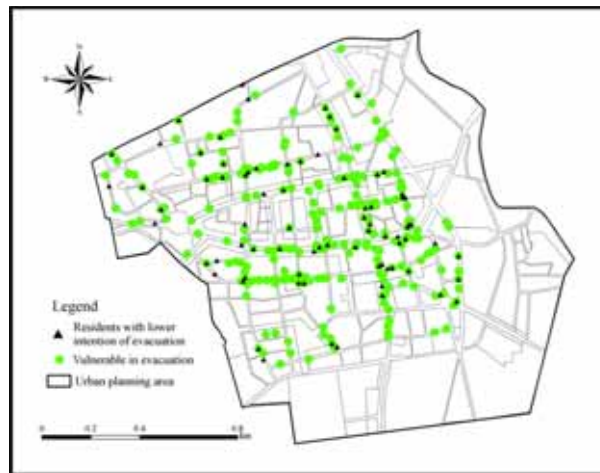 N
W
E
S
Legend
Residents with lower
intention of evacuation
Vulnerable in evacuation
Urban planning area
0
0.2
0.4
0.8